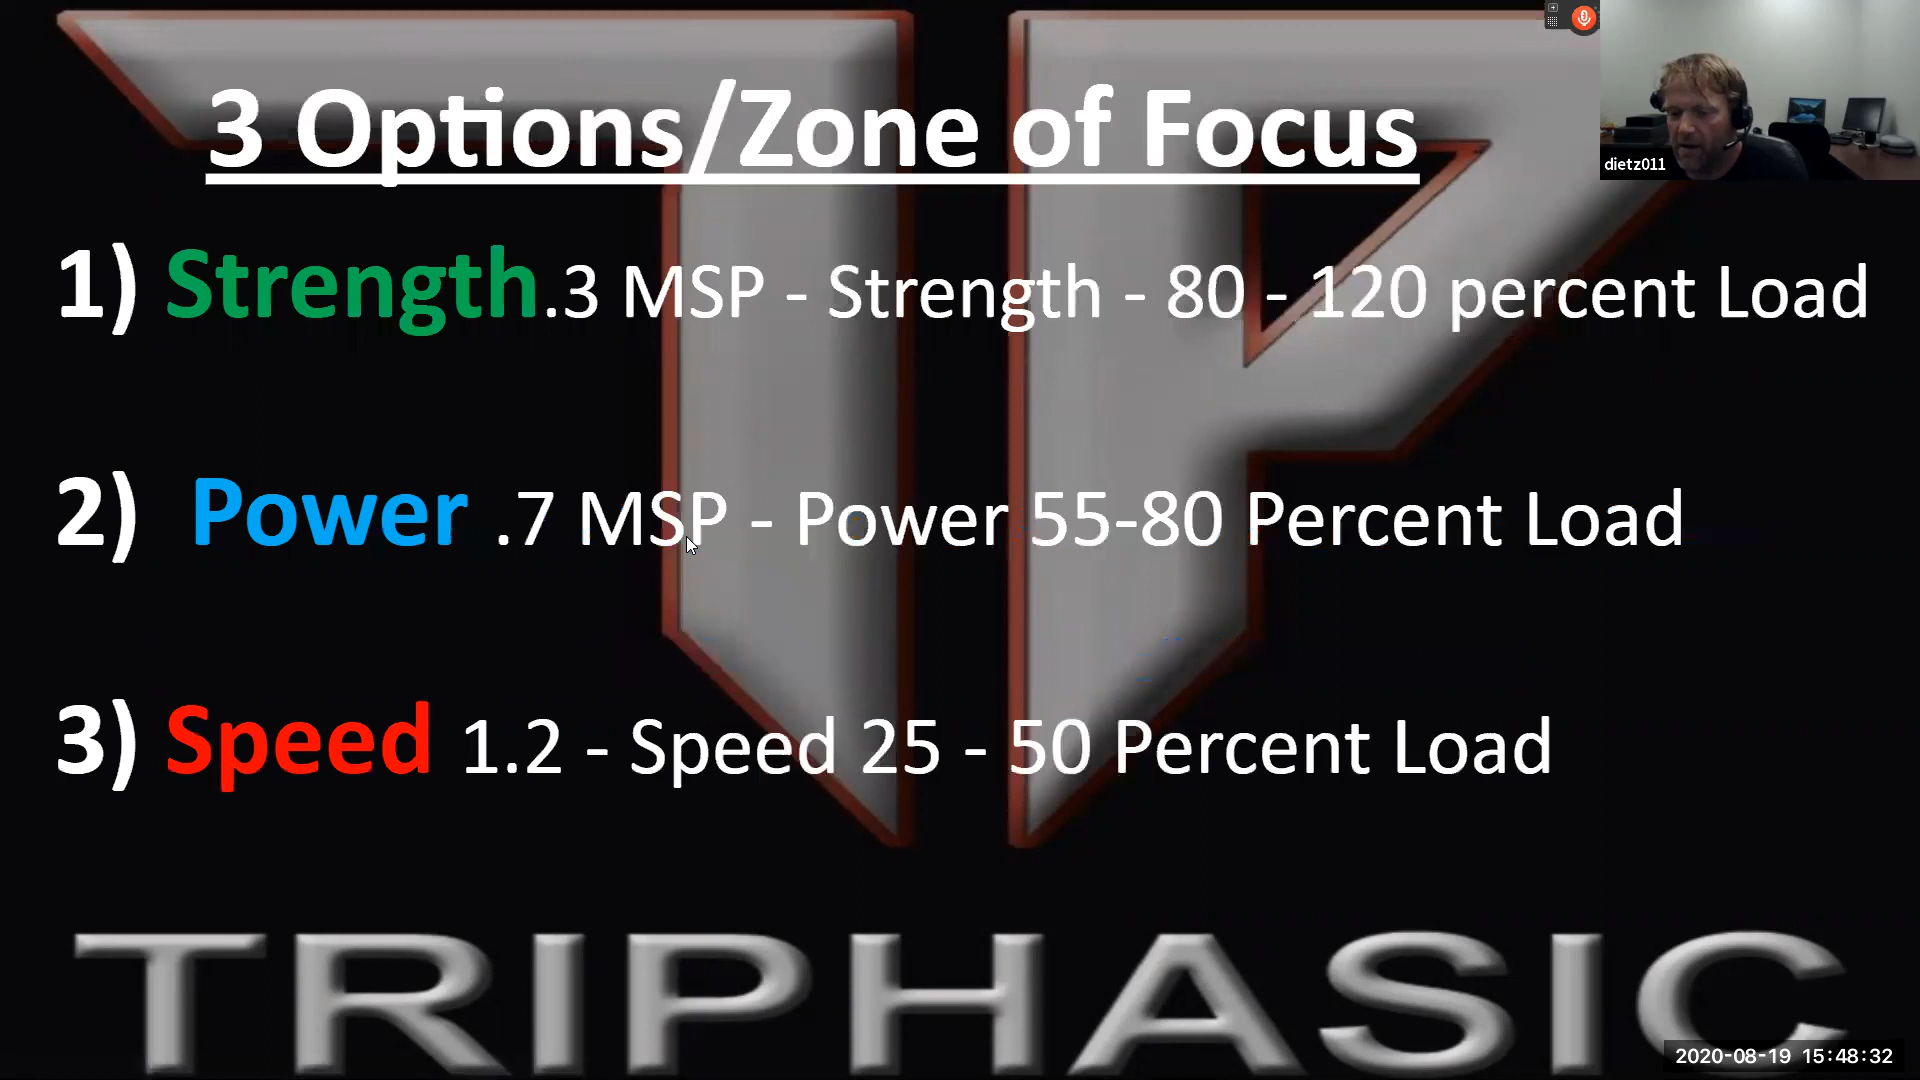 3 Options/Zone of Focus
dietz011
1) Strength.3 MSP - Strength - 80 - 120 percent Load
2) Power .7 MSP - Power 55-80 Percent Load
3) Speed 1.2 - Speed 25 - 50 Percent Load
TRIPHASIC
2020-08-19 15:48:32